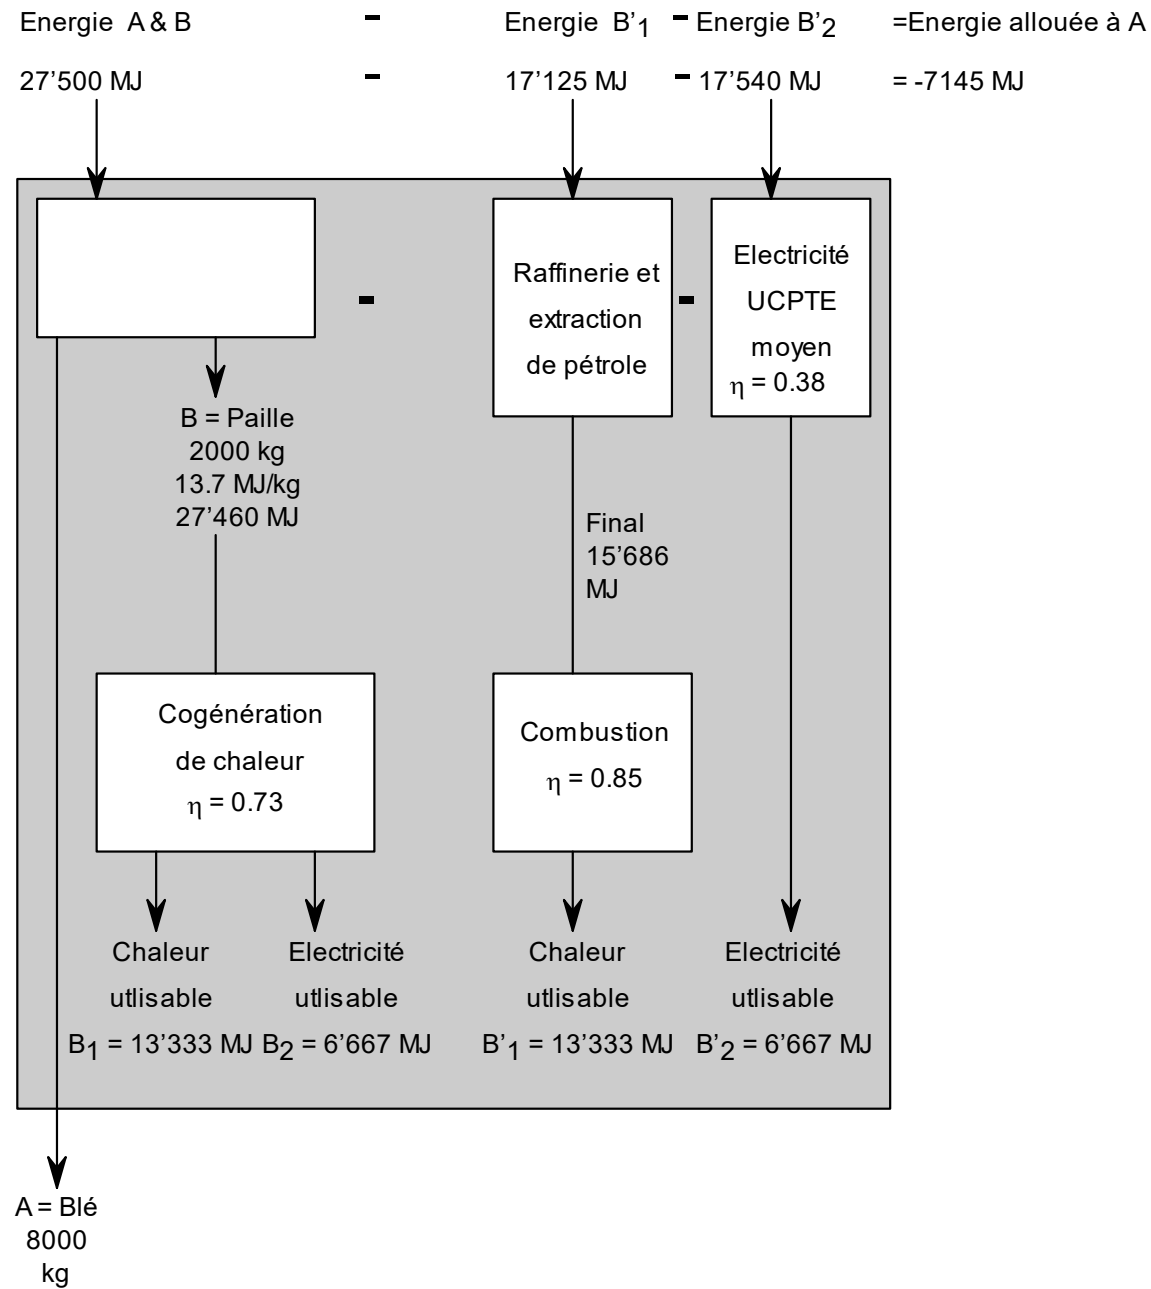 Energie A & B - Energie B’1 - Energie B’2 =Energie allouée à A
27’500 MJ - 17’125 MJ - 17’540 MJ = -7145 MJ
-
Raffinerie et
extraction
de pétrole
-
Electricité
UCPTE
moyen
η = 0.38
B = Paille
2000 kg
13.7 MJ/kg
27’460 MJ
Final
15’686
MJ
Cogénération
de chaleur
η = 0.73
Combustion
η = 0.85
Chaleur
utlisable
B1 = 13’333 MJ
Electricité
utlisable
B2 = 6’667 MJ
Chaleur
utlisable
B’1 = 13’333 MJ
Electricité
utlisable
B’2 = 6’667 MJ
A = Blé
8000
kg